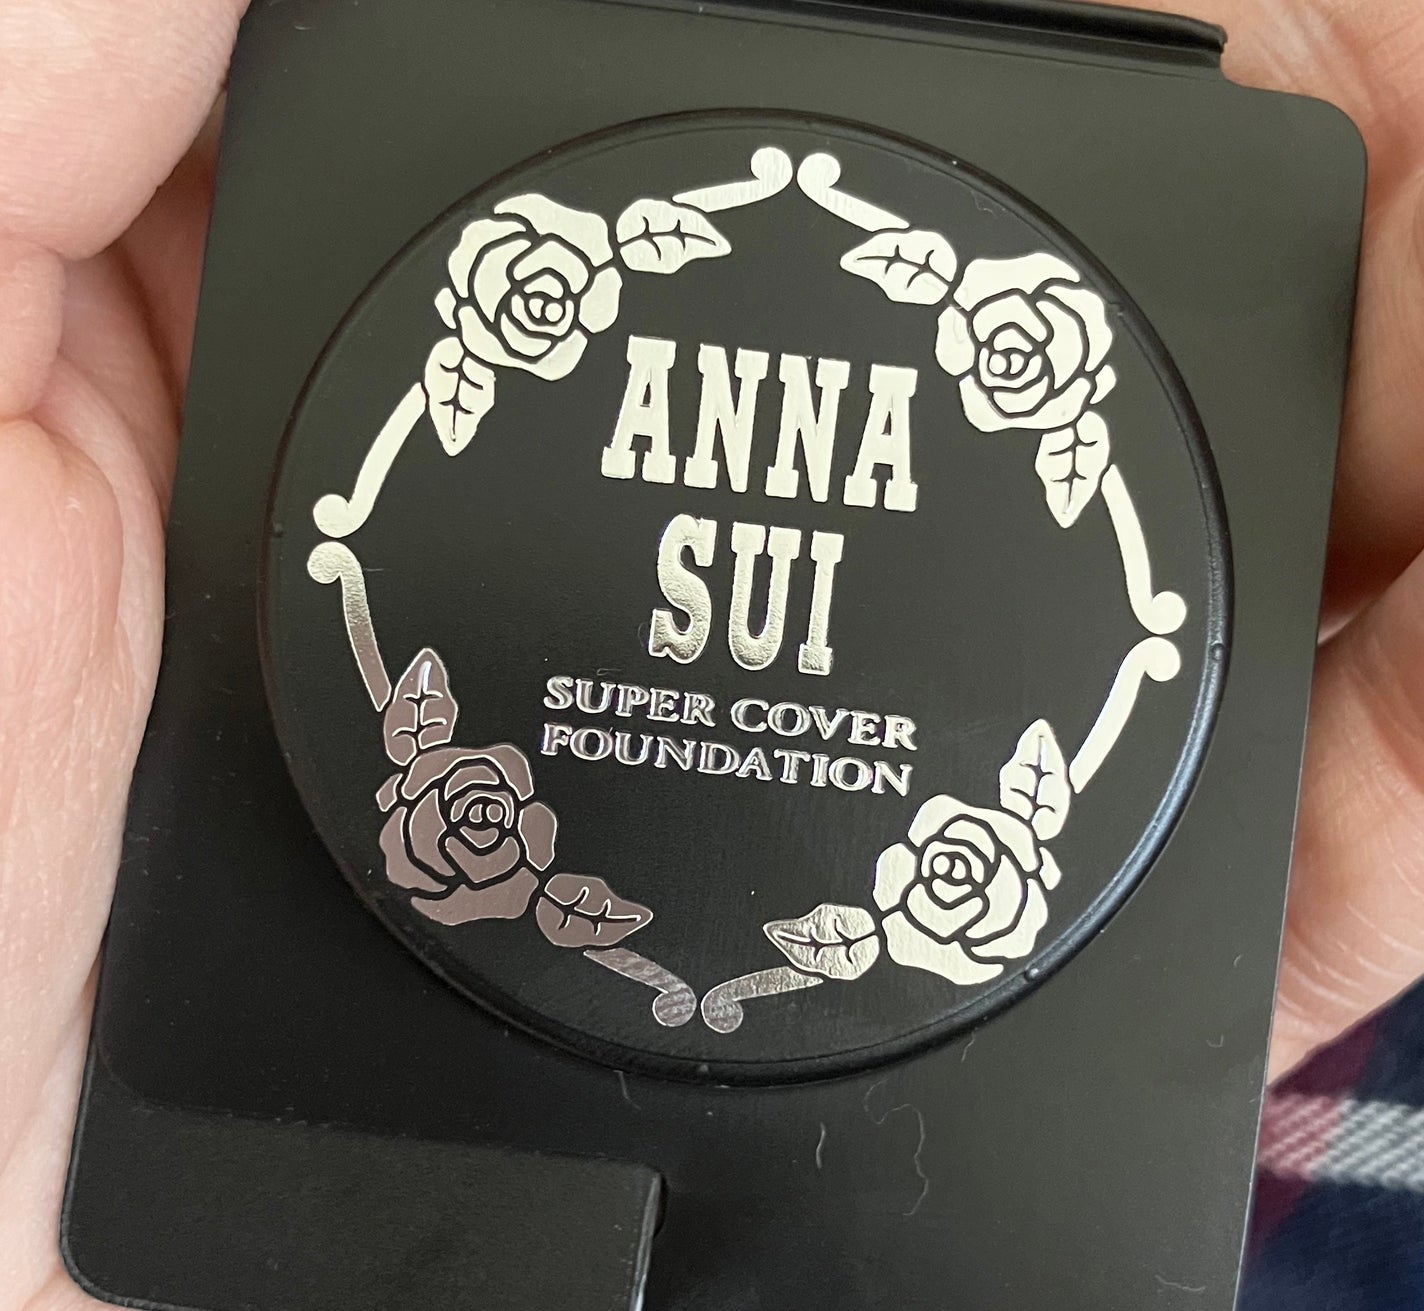 ANNA
SUI
SUPER COVER
FOUNDATION